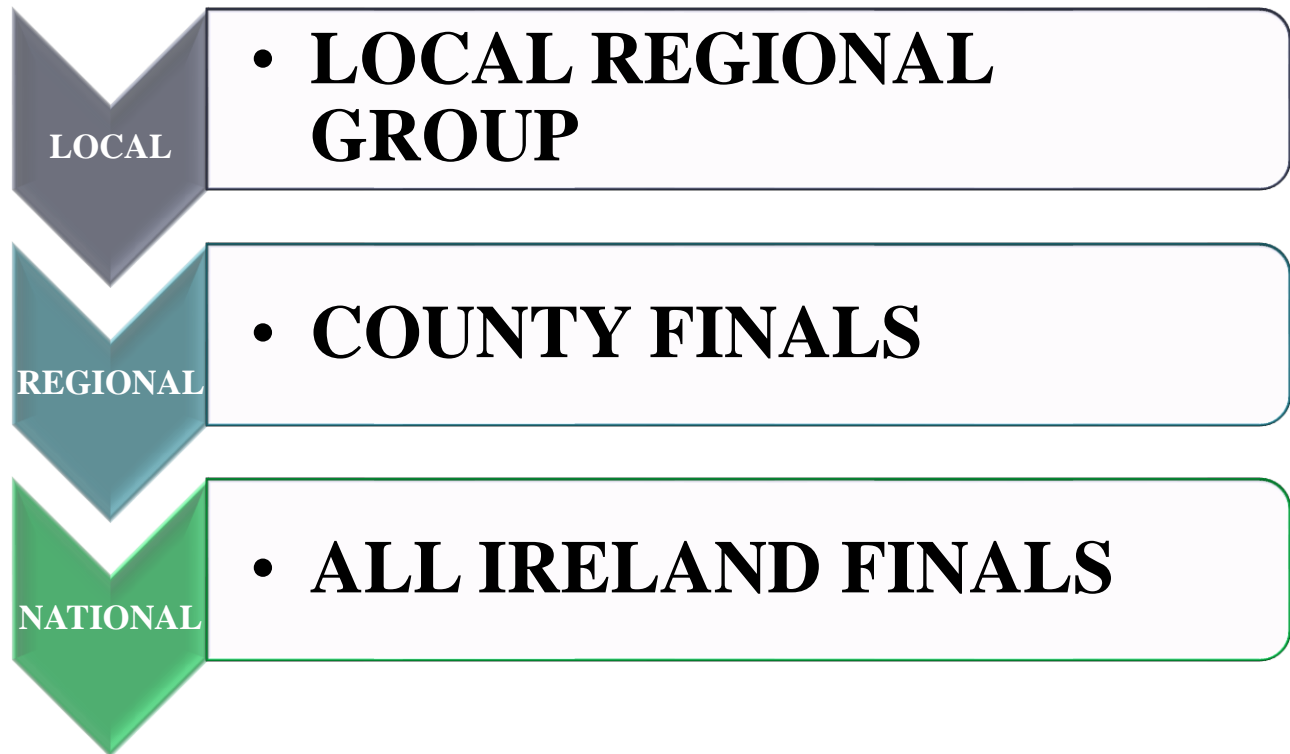 LOCAL
• LOCAL REGIONAL
GROUP
REGIONAL
• COUNTY FINALS
NATIONAL
• ALL IRELAND FINALS